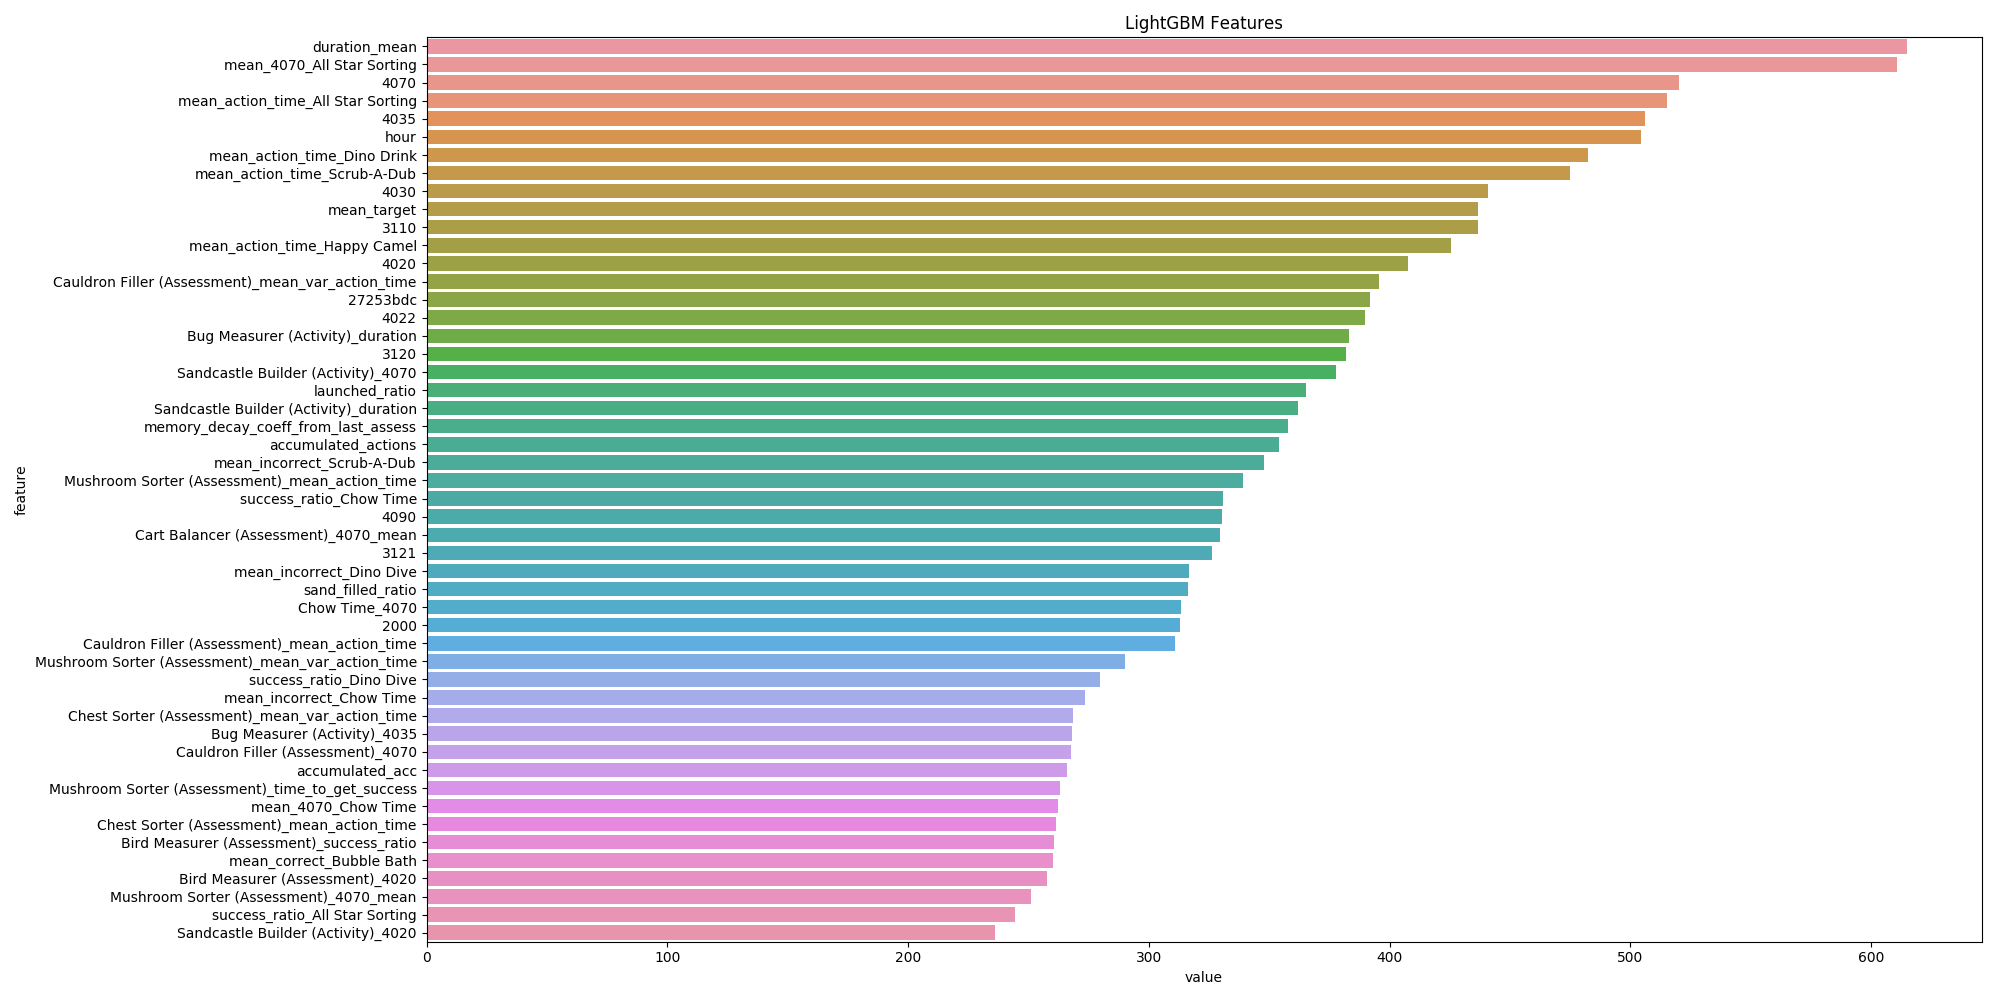 LightGBM Features
duration_mean
mean_4070_All Star Sorting
4070
mean_action_time_All Star Sorting
4035
hour
mean_action_time_Dino Drink
mean_action_time_Scrub-A-Dub
4030
mean_target
3110
mean_action_time_Happy Camel
4020
Cauldron Filler (Assessment)_mean_var_action_time
27253bdc
4022
Bug Measurer (Activity)_duration
3120
Sandcastle Builder (Activity)_4070
launched_ratio
Sandcastle Builder (Activity)_duration
memory_decay_coeff_from_last_assess
accumulated_actions
mean_incorrect_Scrub-A-Dub
Mushroom Sorter (Assessment)_mean_action_time
success_ratio_Chow Time
4090
Cart Balancer (Assessment)_4070_mean
3121
mean_incorrect_Dino Dive
sand_filled_ratio
Chow Time_4070
2000
Cauldron Filler (Assessment)_mean_action_time
Mushroom Sorter (Assessment)_mean_var_action_time
success_ratio_Dino Dive
mean_incorrect_Chow Time
Chest Sorter (Assessment)_mean_var_action_time
Bug Measurer (Activity)_4035
Cauldron Filler (Assessment)_4070
accumulated_acc
Mushroom Sorter (Assessment)_time_to_get_success
mean_4070_Chow Time
Chest Sorter (Assessment)_mean_action_time
Bird Measurer (Assessment)_success_ratio
mean_correct_Bubble Bath
Bird Measurer (Assessment)_4020
Mushroom Sorter (Assessment)_4070_mean
success_ratio_All Star Sorting
Sandcastle Builder (Activity)_4020
feature
0 100 200 300 400 500 600
value